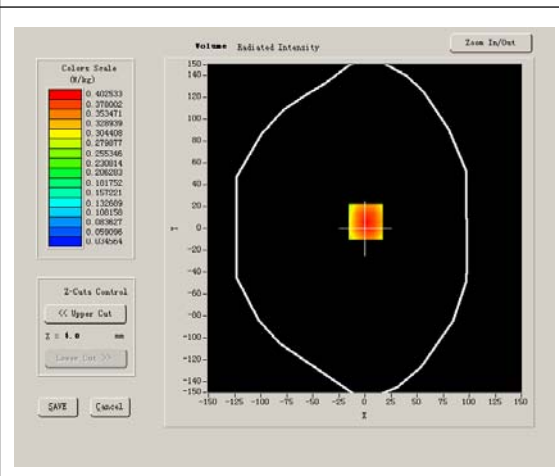 Volume Radiated Intensity
Zoom In/Out
Colors Scale
(W/kg)
0.402533
0.378002
0.353471
0.328939
0.304408
0.279877
0.255346
0.230814
0.206283
0.181752
0.157221
0.132689
0.108158
0.083627
0.059096
0.034564
150
140
120
100
80
60
40
20
0
-20
-40
-60
-80
-100
-120
-140
-150
Y
-150 -125 -100 -75 -50 -25 0 25 50 75 100 125 150
X
Z-Cuts Control
<< Upper Cut
Z = 4.0 mm
Lower Cut >>
SAVE
Cancel